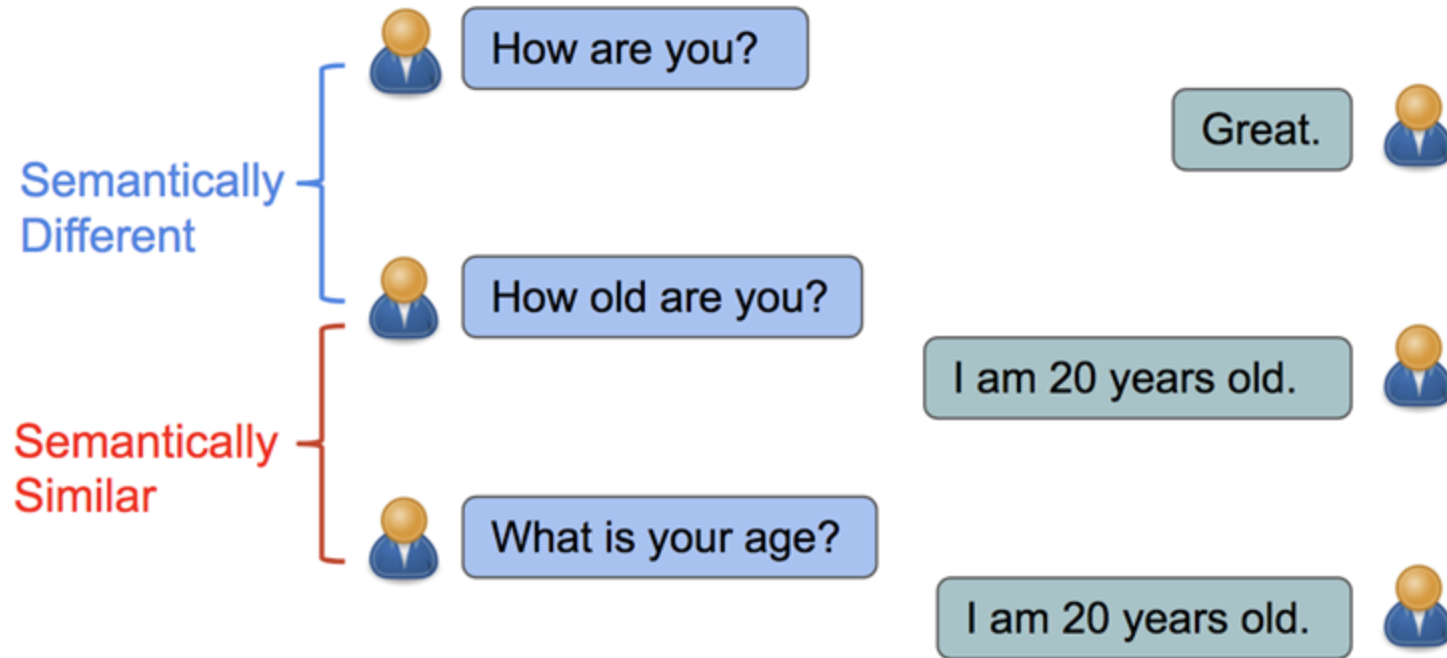 How are you?
Great.
Semantically
Different
How old are you?
I am 20 years old.
Semantically
Similar
What is your age?
I am 20 years old.